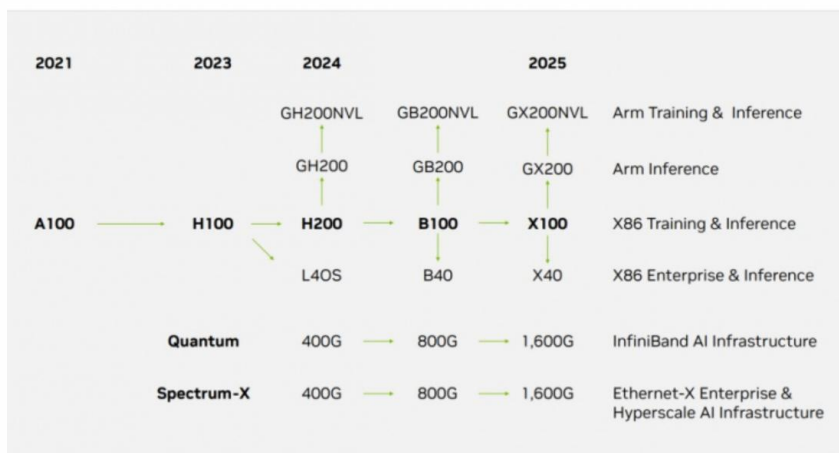 2021 2023 2024 2025
GH200NVL GB200NVL GX200NVL Arm Training & Inference
GH200 GB200 GX200 Arm Inference
A100 H100 H200 B100 X100 X86 Training & Inference
L40S B40 X40 X86 Enterprise & Inference
Quantum 400G 800G 1,600G InfiniBand AI Infrastructure
Spectrum-X 400G 800G 1,600G Ethernet-X Enterprise &
Hyperscale AI Infrastructure